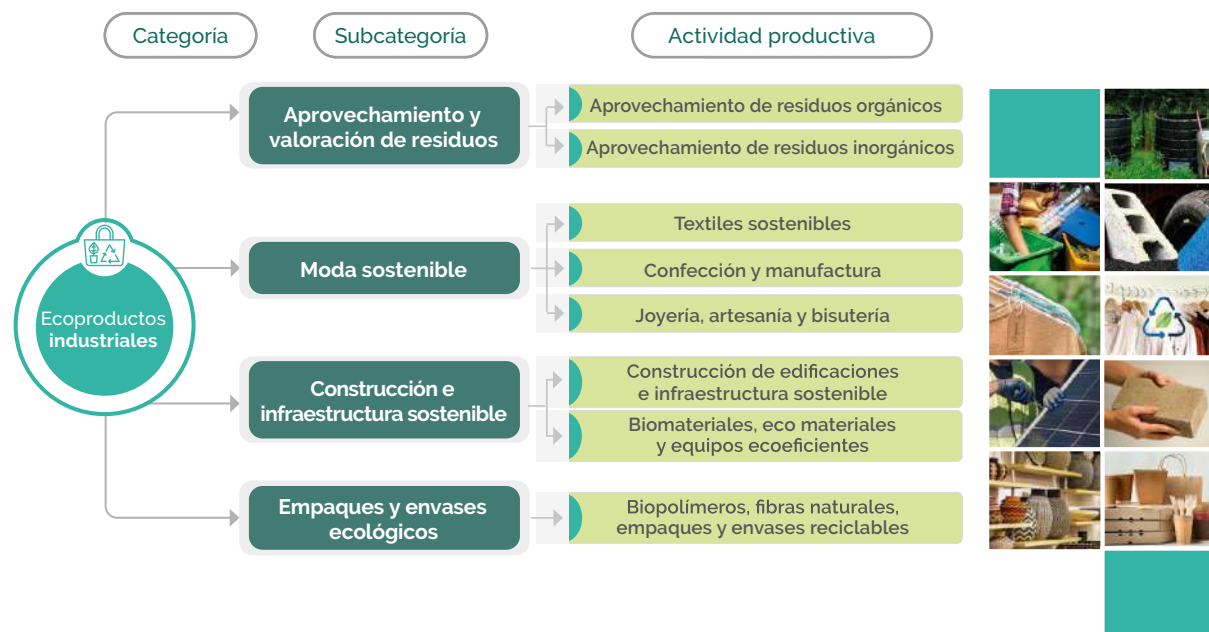 Categoría
Subcategoría
Actividad productiva
Ecoproductos
industriales
Aprovechamiento y
valoración de residuos
Aprovechamiento de residuos orgánicos
Aprovechamiento de residuos inorgánicos
Moda sostenible
Textiles sostenibles
Confección y manufactura
Joyería, artesanía y bisutería
Construcción e
infraestructura sostenible
Construcción de edificaciones
e infraestructura sostenible
Biomateriales, eco materiales
y equipos ecoeficientes
Empaques y envases
ecológicos
Biopolímeros, fibras naturales,
empaques y envases reciclables